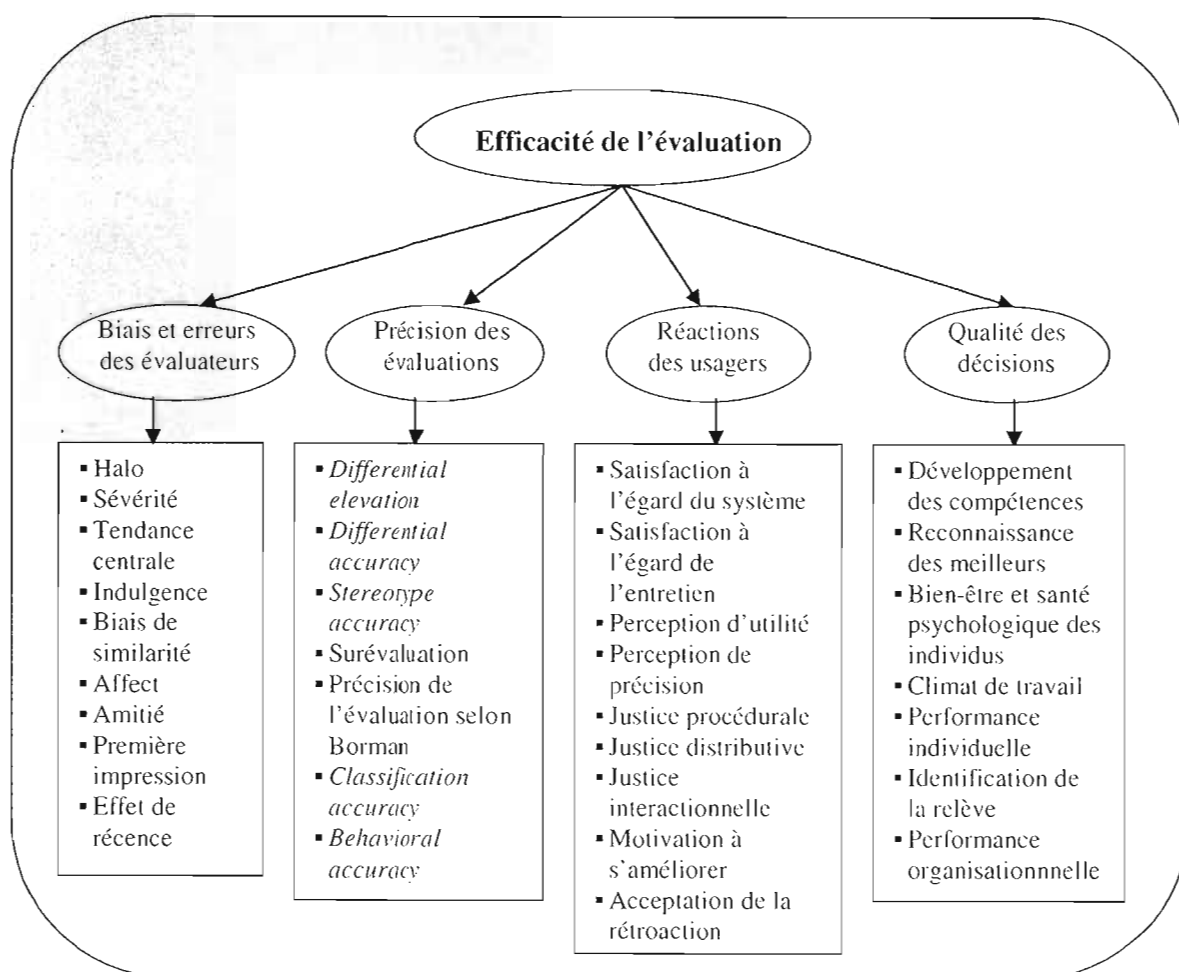 Efficacité de l'évaluation
Biais et erreurs
des évaluateurs
Précision des
évaluations
Réactions
des usagers
Qualité des
décisions
▪ Halo
▪ Sévérité
▪ Tendance
centrale
▪ Indulgence
▪ Biais de
similarité
▪ Affect
▪ Amitié
▪ Première
impression
▪ Effet de
récence
▪ Differential
elevation
▪ Differential
accuracy
▪ Stereotype
accuracy
▪ Surévaluation
▪ Précision de
l'évaluation selon
Borman
▪ Classification
accuracy
▪ Behavioral
accuracy
▪ Satisfaction à
l'égard du système
▪ Satisfaction à
l'égard de
l'entretien
▪ Perception d'utilité
▪ Perception de
précision
▪ Justice procédurale
▪ Justice distributive
▪ Justice
interactionnelle
▪ Motivation à
s'améliorer
▪ Acceptation de la
rétroaction
▪ Développement
des compétences
▪ Reconnaissance
des meilleurs
▪ Bien-être et santé
psychologique des
individus
▪ Climat de travail
▪ Performance
individuelle
▪ Identification de
la relève
▪ Performance
organisationnnelle